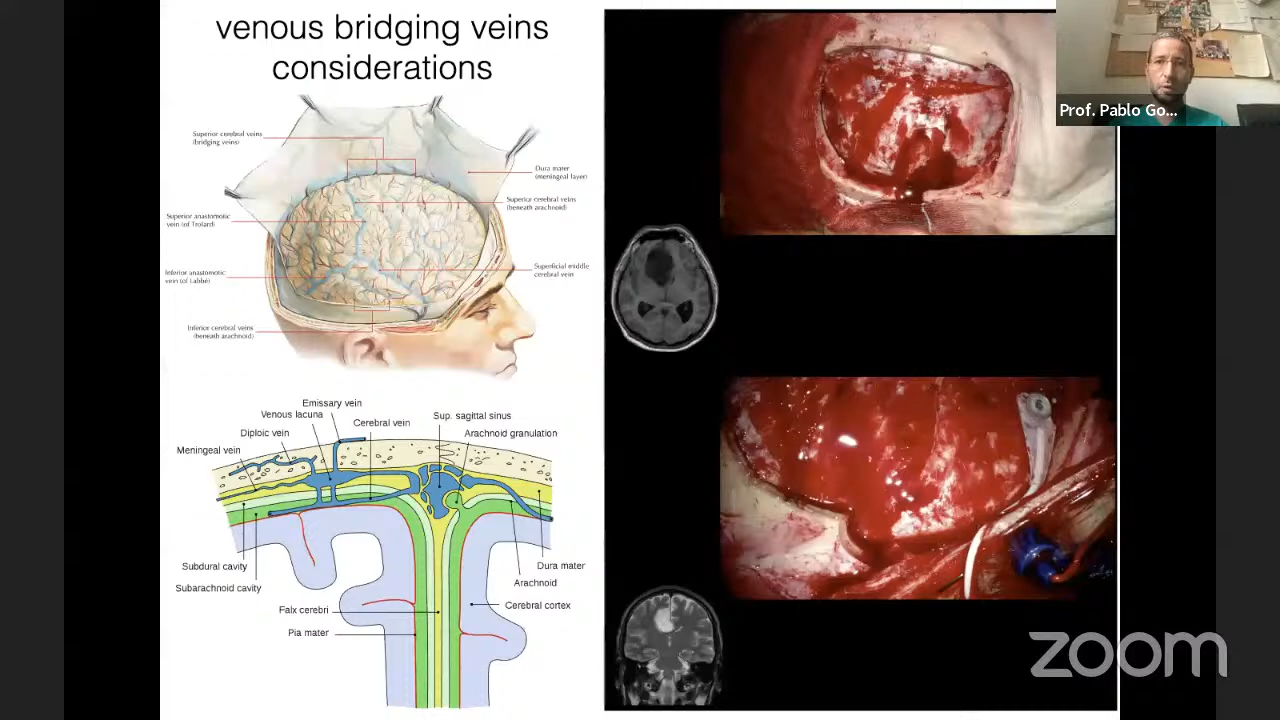 venous bridging veins
considerations
Prof. Pablo Go...
Superior cerebral veins
(bridging veins)
Dura mater
(meningeal layer)
Superior cerebral veins
(beneath arachnoid)
Superior anastomotic
vein (of Trolard)
Superficial middle
cerebral vein
Inferior anastomotic
vein (of Labbé)
Inferior cerebral veins
(beneath arachnoid)
Emissary vein
Venous lacuna
Sup. sagittal sinus
Cerebral vein
Diploic vein
Arachnoid granulation
Meningeal vein
Subdural cavity
Dura mater
Subarachnoid cavity
Arachnoid
Falx cerebri
Cerebral cortex
Pia mater
zoom